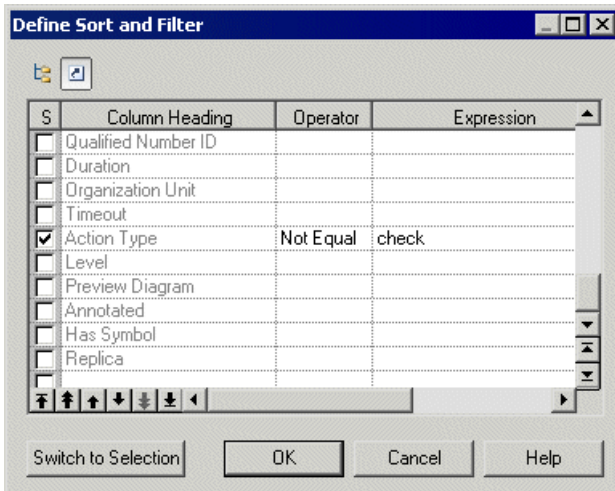 Define Sort and Filter
S Column Heading Operator Expression
Qualified Number ID
Duration
Organization Unit
Timeout
Action Type Not Equal check
Level
Preview Diagram
Annotated
Has Symbol
Replica
Switch to Selection OK Cancel Help